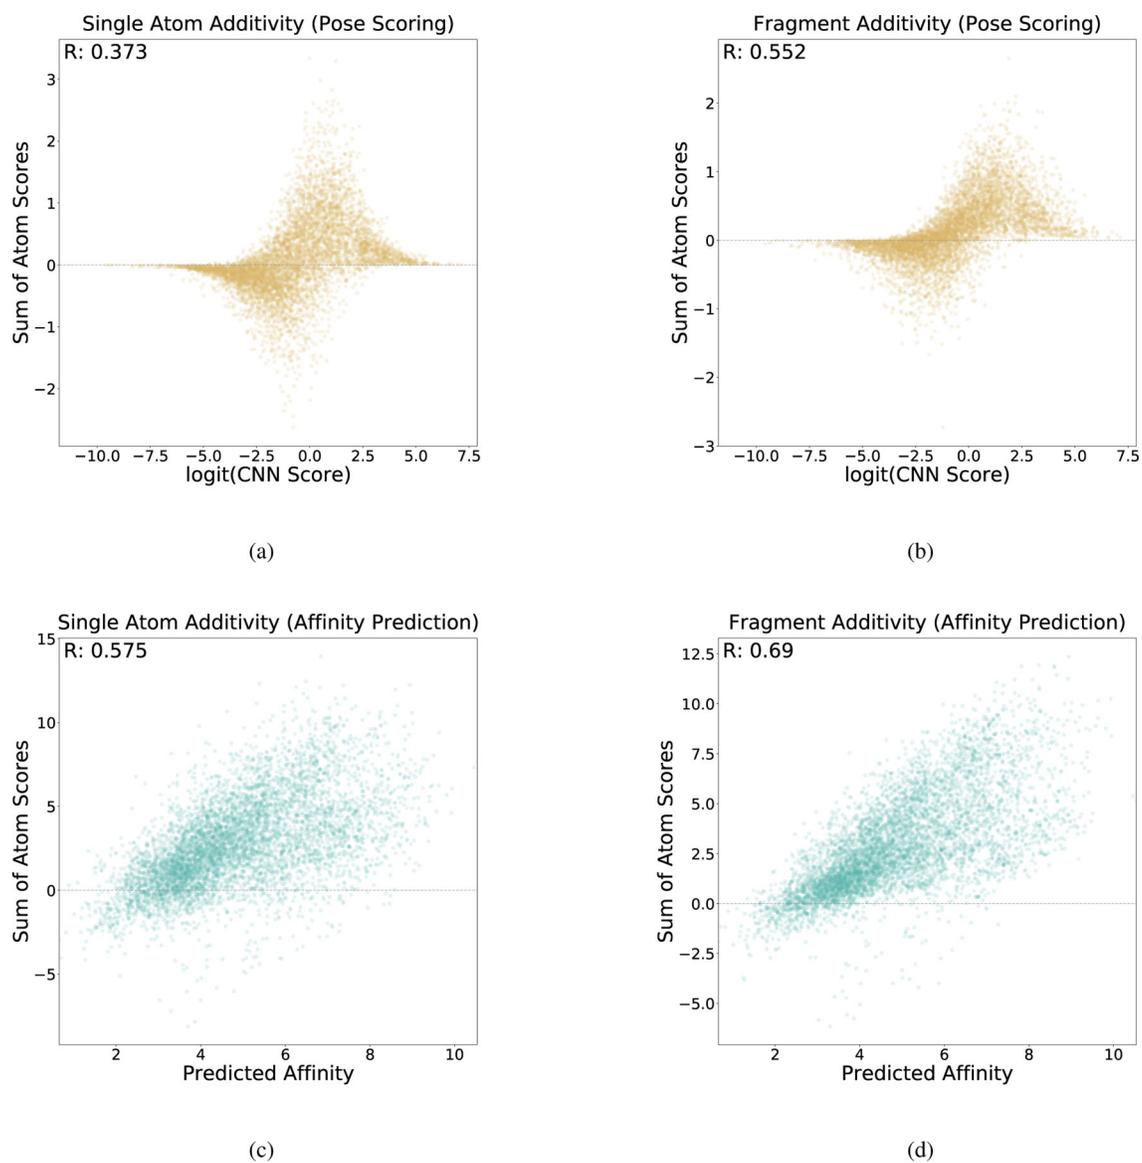 Single Atom Additivity (Pose Scoring)
R: 0.373
Sum of Atom Scores
3
2
1
0
−1
−2
−10.0 −7.5 −5.0 −2.5 0.0 2.5 5.0 7.5
logit(CNN Score)
(a)
Fragment Additivity (Pose Scoring)
R: 0.552
Sum of Atom Scores
2
1
0
−1
−2
−3
−10.0 −7.5 −5.0 −2.5 0.0 2.5 5.0 7.5
logit(CNN Score)
(b)
Single Atom Additivity (Affinity Prediction)
R: 0.575
Sum of Atom Scores
15
10
5
0
−5
2 4 6 8 10
Predicted Affinity
(c)
Fragment Additivity (Affinity Prediction)
R: 0.69
Sum of Atom Scores
12.5
10.0
7.5
5.0
2.5
0.0
−2.5
−5.0
2 4 6 8 10
Predicted Affinity
(d)